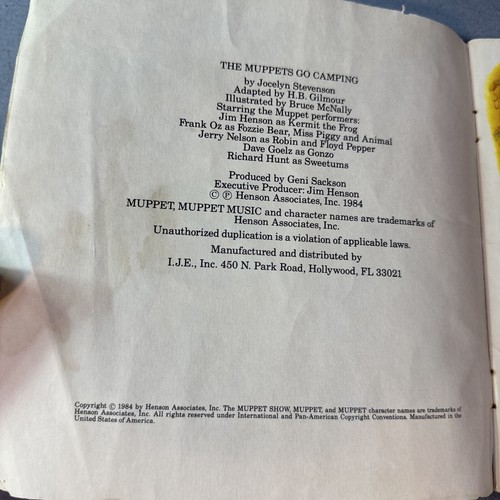 THE MUPPETS GO CAMPING
by Jocelyn Stevenson
Adapted by H.B. Gilmour
Illustrated by Bruce McNally
Starring the Muppet performers:
Jim Henson as Kermit the Frog
Frank Oz as Fozzie Bear, Miss Piggy and Animal
Jerry Nelson as Robin and Floyd Pepper
Dave Goelz as Gonzo
Richard Hunt as Sweetums
Produced by Geni Sackson
Executive Producer: Jim Henson
© ℗ Henson Associates, Inc. 1984
MUPPET, MUPPET MUSIC and character names are trademarks of
Henson Associates, Inc.
Unauthorized duplication is a violation of applicable laws.
Manufactured and distributed by
I.J.E., Inc. 450 N. Park Road, Hollywood, FL 33021
Copyright © 1984 by Henson Associates, Inc. The MUPPET SHOW, MUPPET, and MUPPET character names are trademarks of
Henson Associates, Inc. All rights reserved under International and Pan-American Copyright Conventions. Manufactured in the
United States of America.